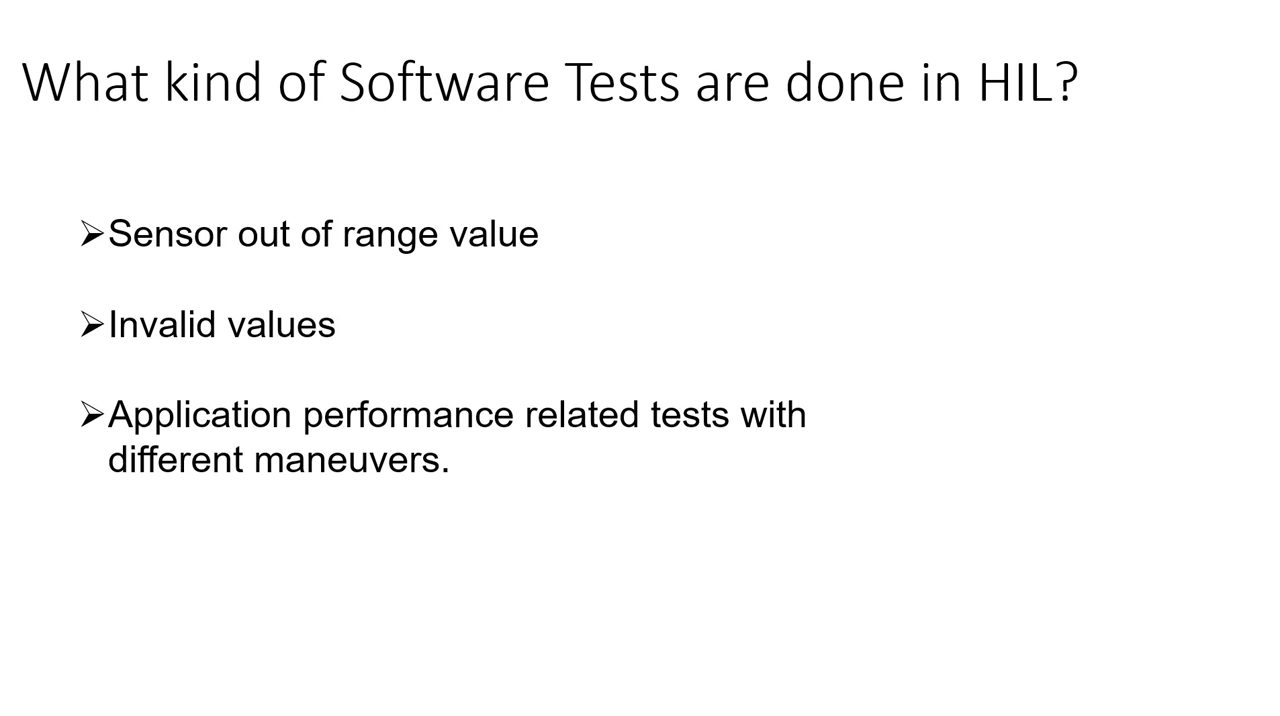 What kind of Software Tests are done in HIL?
➢Sensor out of range value
➢Invalid values
➢Application performance related tests with
different maneuvers.